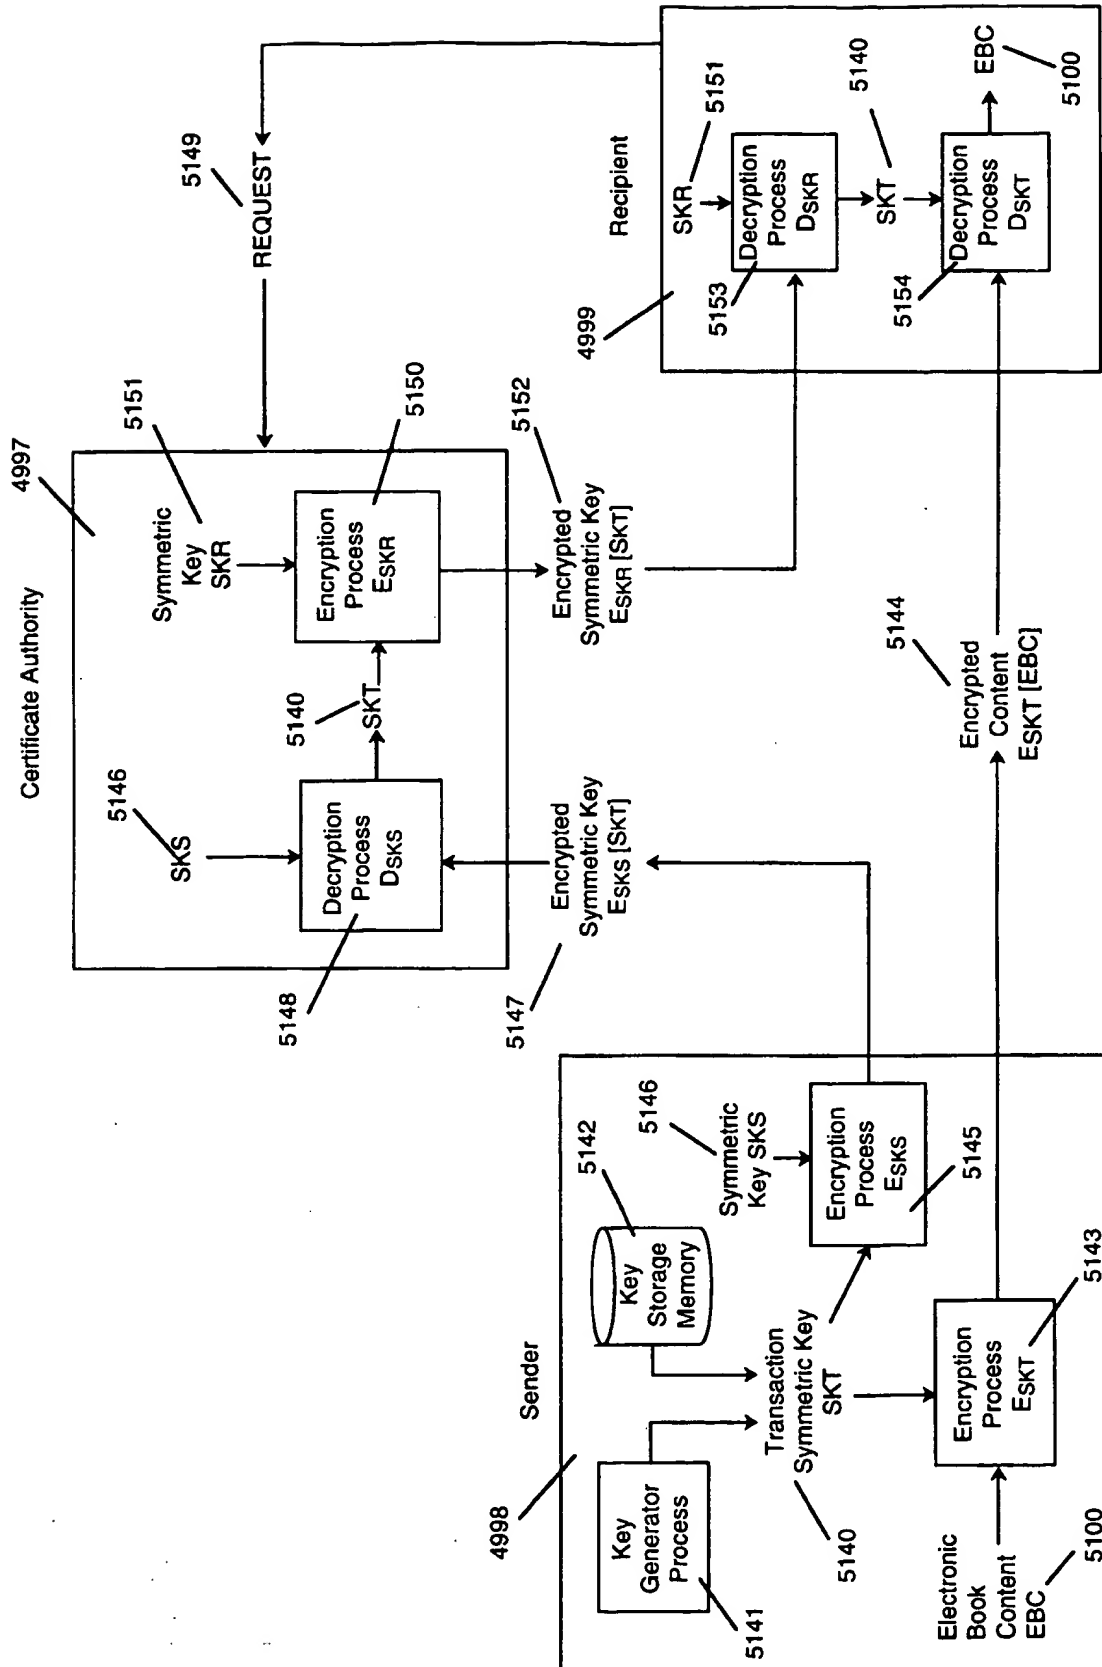 Certificate Authority
4997
5146
SKS
Decryption
Process
DSKS
5148
5140
SKT
Symmetric
Key
SKR
5151
Encryption
Process
ESKR
5150
5149
REQUEST
5147
Encrypted
Symmetric Key
ESKS [SKT]
Encrypted
Symmetric Key
ESKR [SKT]
5152
Sender
4998
Key
Generator
Process
5141
Key
Storage
Memory
5142
Transaction
Symmetric Key
SKT
5140
Symmetric
Key SKS
5146
Encryption
Process
ESKS
5145
Electronic
Book
Content
EBC
5100
Encryption
Process
ESKT
5143
5144
Encrypted
Content
ESKT [EBC]
Recipient
4999
SKR
5151
Decryption
Process
DSKR
5153
SKT
5140
Decryption
Process
DSKT
5154
EBC
5100